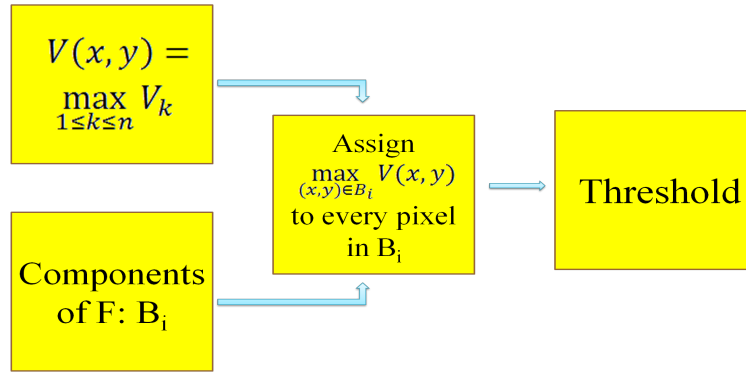 V(x, y) =
max V_k
1≤k≤n
Components
of F: B_i
Assign
max V(x, y)
(x,y)∈B_i
to every pixel
in B_i
Threshold